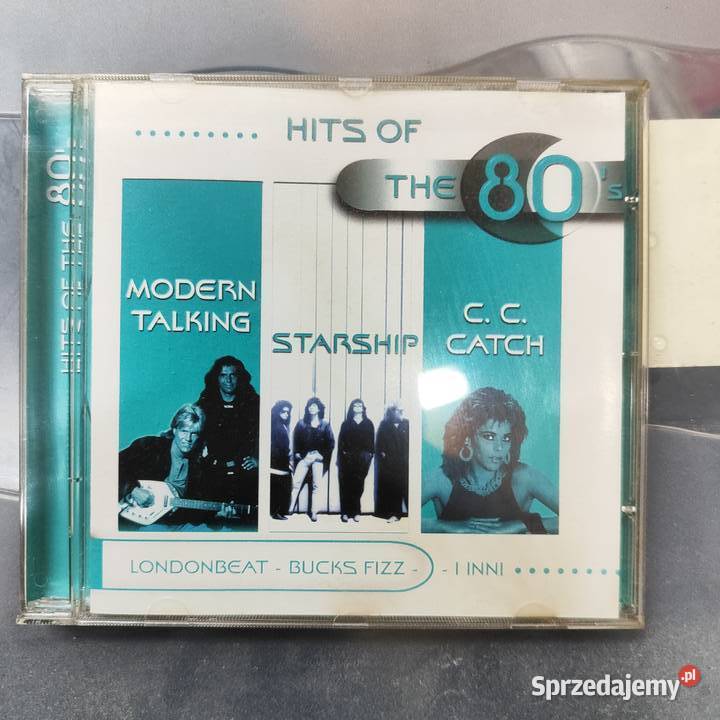 HITS OF
THE 80's
MODERN
TALKING
STARSHIP
C. C.
CATCH
LONDONBEAT - BUCKS FIZZ - - I INNI
HITS OF THE 80'
Sprzedajemy.pl